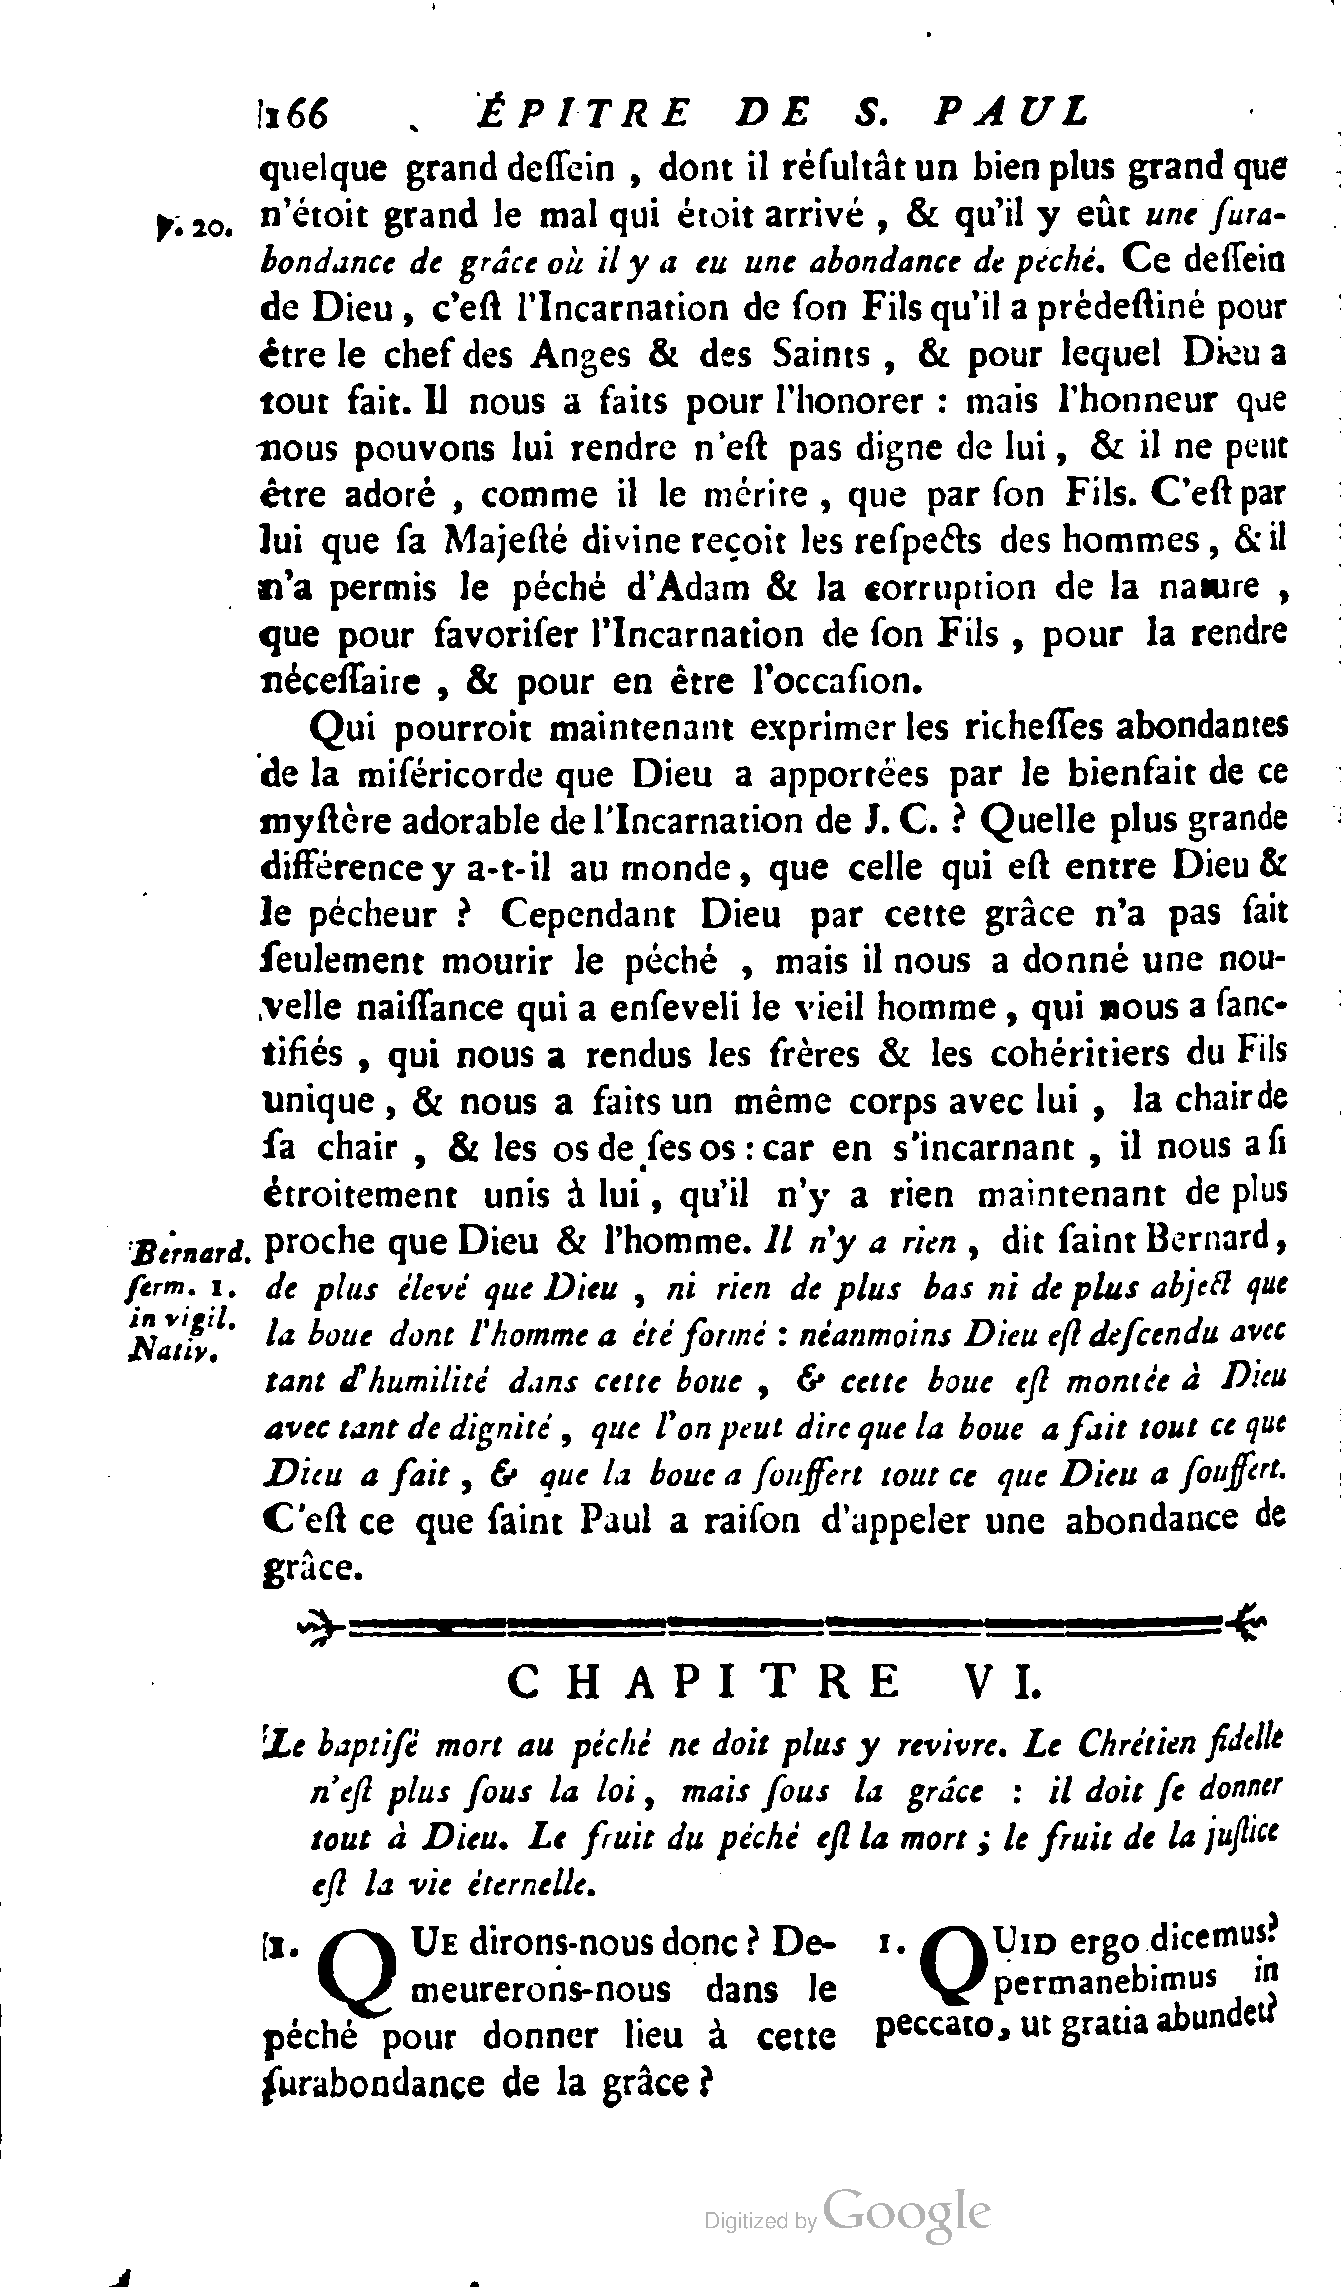 166 ÉPITRE DE S. PAUL
quelque grand deſſein , dont il réſultât un bien plus grand que
n'étoit grand le mal qui étoit arrivé , & qu'il y eût une ſura-
℣. 20.
bondance de grâce où il y a eu une abondance de péché. Ce deſſein
de Dieu , c'eſt l'Incarnation de ſon Fils qu'il a prédeſtiné pour
être le chef des Anges & des Saints , & pour lequel Dieu a
tout fait. Il nous a faits pour l'honorer : mais l'honneur que
nous pouvons lui rendre n'eſt pas digne de lui , & il ne peut
être adoré , comme il le mérite , que par ſon Fils. C'eſt par
lui que ſa Majeſté divine reçoit les reſpects des hommes , & il
n'a permis le péché d'Adam & la corruption de la nature ,
que pour favoriſer l'Incarnation de ſon Fils , pour la rendre
néceſſaire , & pour en être l'occaſion.
Qui pourroit maintenant exprimer les richeſſes abondantes
de la miſéricorde que Dieu a apportées par le bienfait de ce
myſtère adorable de l'Incarnation de J. C. ? Quelle plus grande
différence y a-t-il au monde , que celle qui eſt entre Dieu &
le pécheur ? Cependant Dieu par cette grâce n'a pas fait
ſeulement mourir le péché , mais il nous a donné une nou-
velle naiſſance qui a enſeveli le vieil homme , qui nous a ſanc-
tifiés , qui nous a rendus les frères & les cohéritiers du Fils
unique , & nous a faits un même corps avec lui , la chair de
ſa chair , & les os de ſes os : car en s'incarnant , il nous a ſi
étroitement unis à lui , qu'il n'y a rien maintenant de plus
proche que Dieu & l'homme. Il n'y a rien , dit ſaint Bernard ,
Bernard.
ſerm. 1.
in vigil.
Nativ.
de plus élevé que Dieu , ni rien de plus bas ni de plus abject que
la boue dont l'homme a été formé : néanmoins Dieu eſt deſcendu avec
tant d'humilité dans cette boue , & cette boue eſt montée à Dieu
avec tant de dignité , que l'on peut dire que la boue a fait tout ce que
Dieu a fait , & que la boue a ſouffert tout ce que Dieu a ſouffert.
C'eſt ce que ſaint Paul a raiſon d'appeler une abondance de
grâce.
CHAPITRE VI.
Le baptiſé mort au péché ne doit plus y revivre. Le Chrétien fidelle
n'eſt plus ſous la loi , mais ſous la grâce : il doit ſe donner
tout à Dieu. Le fruit du péché eſt la mort ; le fruit de la juſtice
eſt la vie éternelle.
1. QUE dirons-nous donc ? De-
meurerons-nous dans le
péché pour donner lieu à cette
ſurabondance de la grâce ?
1. QUID ergo dicemus ?
permanebimus in
peccato, ut gratia abundet ?
Digitized by Google